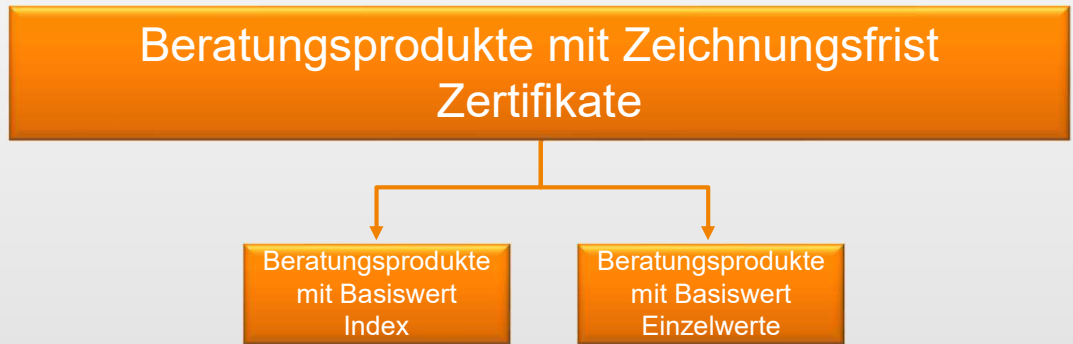 Beratungsprodukte mit Zeichnungsfrist
Zertifikate
Beratungsprodukte
mit Basiswert
Index
Beratungsprodukte
mit Basiswert
Einzelwerte